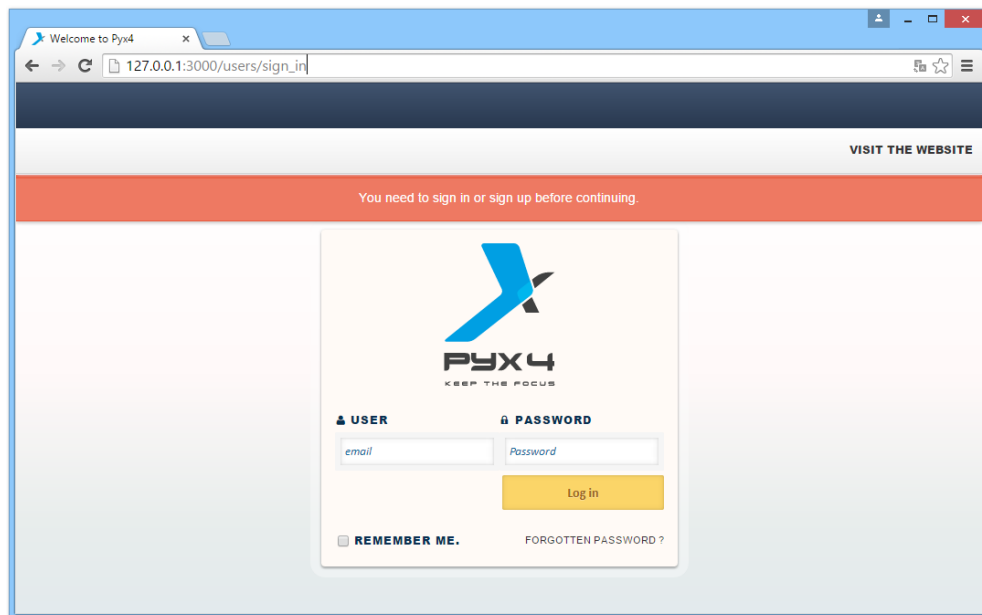 Welcome to Pyx4
127.0.0.1:3000/users/sign_in
VISIT THE WEBSITE
You need to sign in or sign up before continuing.
PYX4
KEEP THE FOCUS
USER PASSWORD
email Password
Log in
REMEMBER ME. FORGOTTEN PASSWORD ?